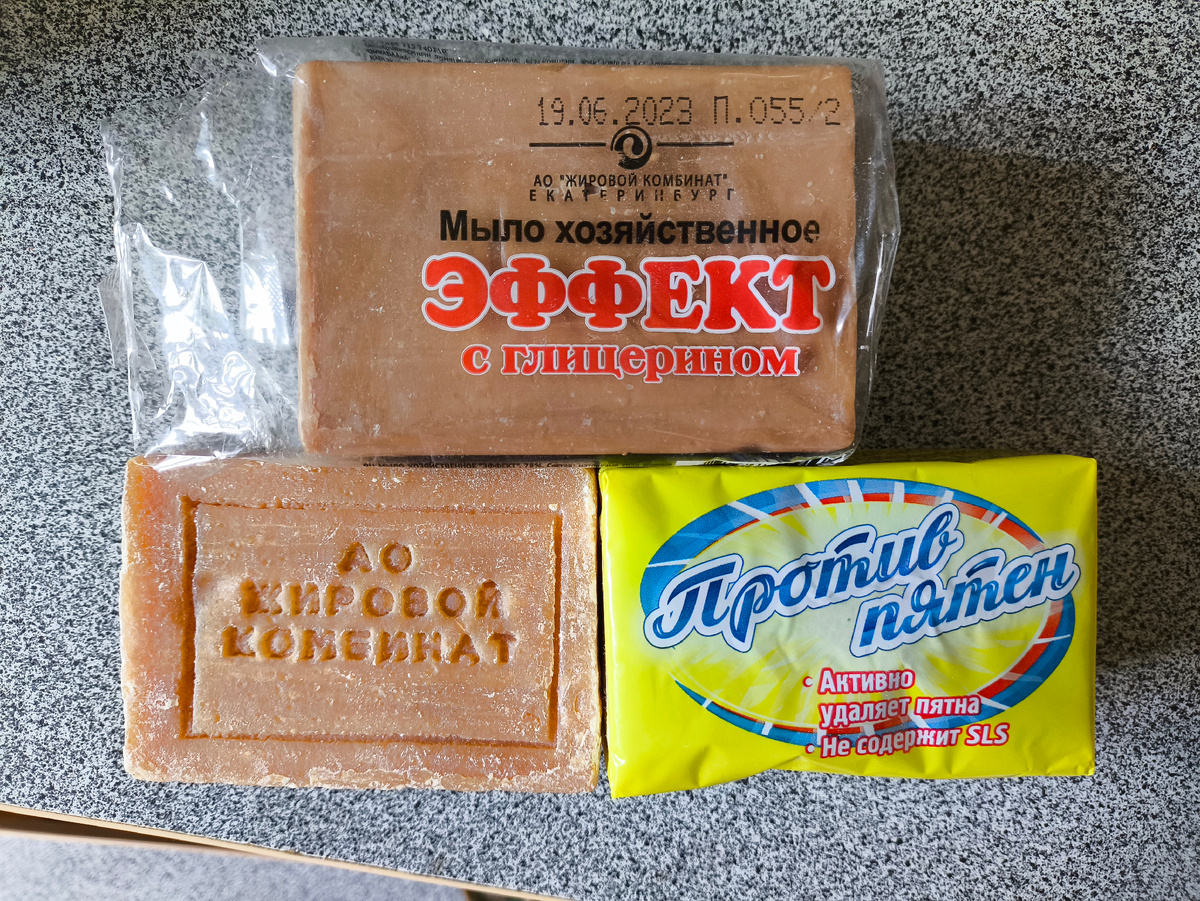 19.06.2023 П.055/2
АО "ЖИРОВОЙ КОМБИНАТ"
ЕКАТЕРИНБУРГ
Мыло хозяйственное
ЭФФЕКТ
с глицерином
АО
ЖИРОВОЙ
КОМБИНАТ
Против
пятен
• Активно
удаляет пятна
• Не содержит SLS